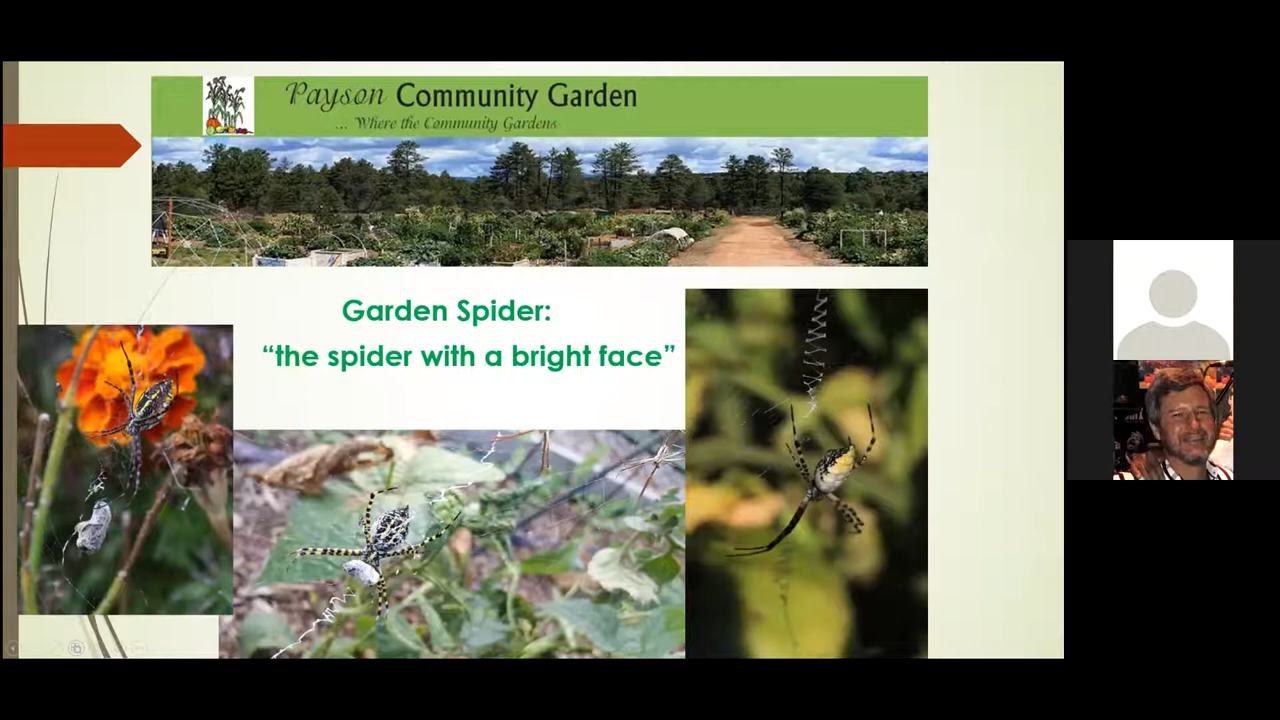 Payson Community Garden
... Where the Community Gardens
Garden Spider:
“the spider with a bright face”